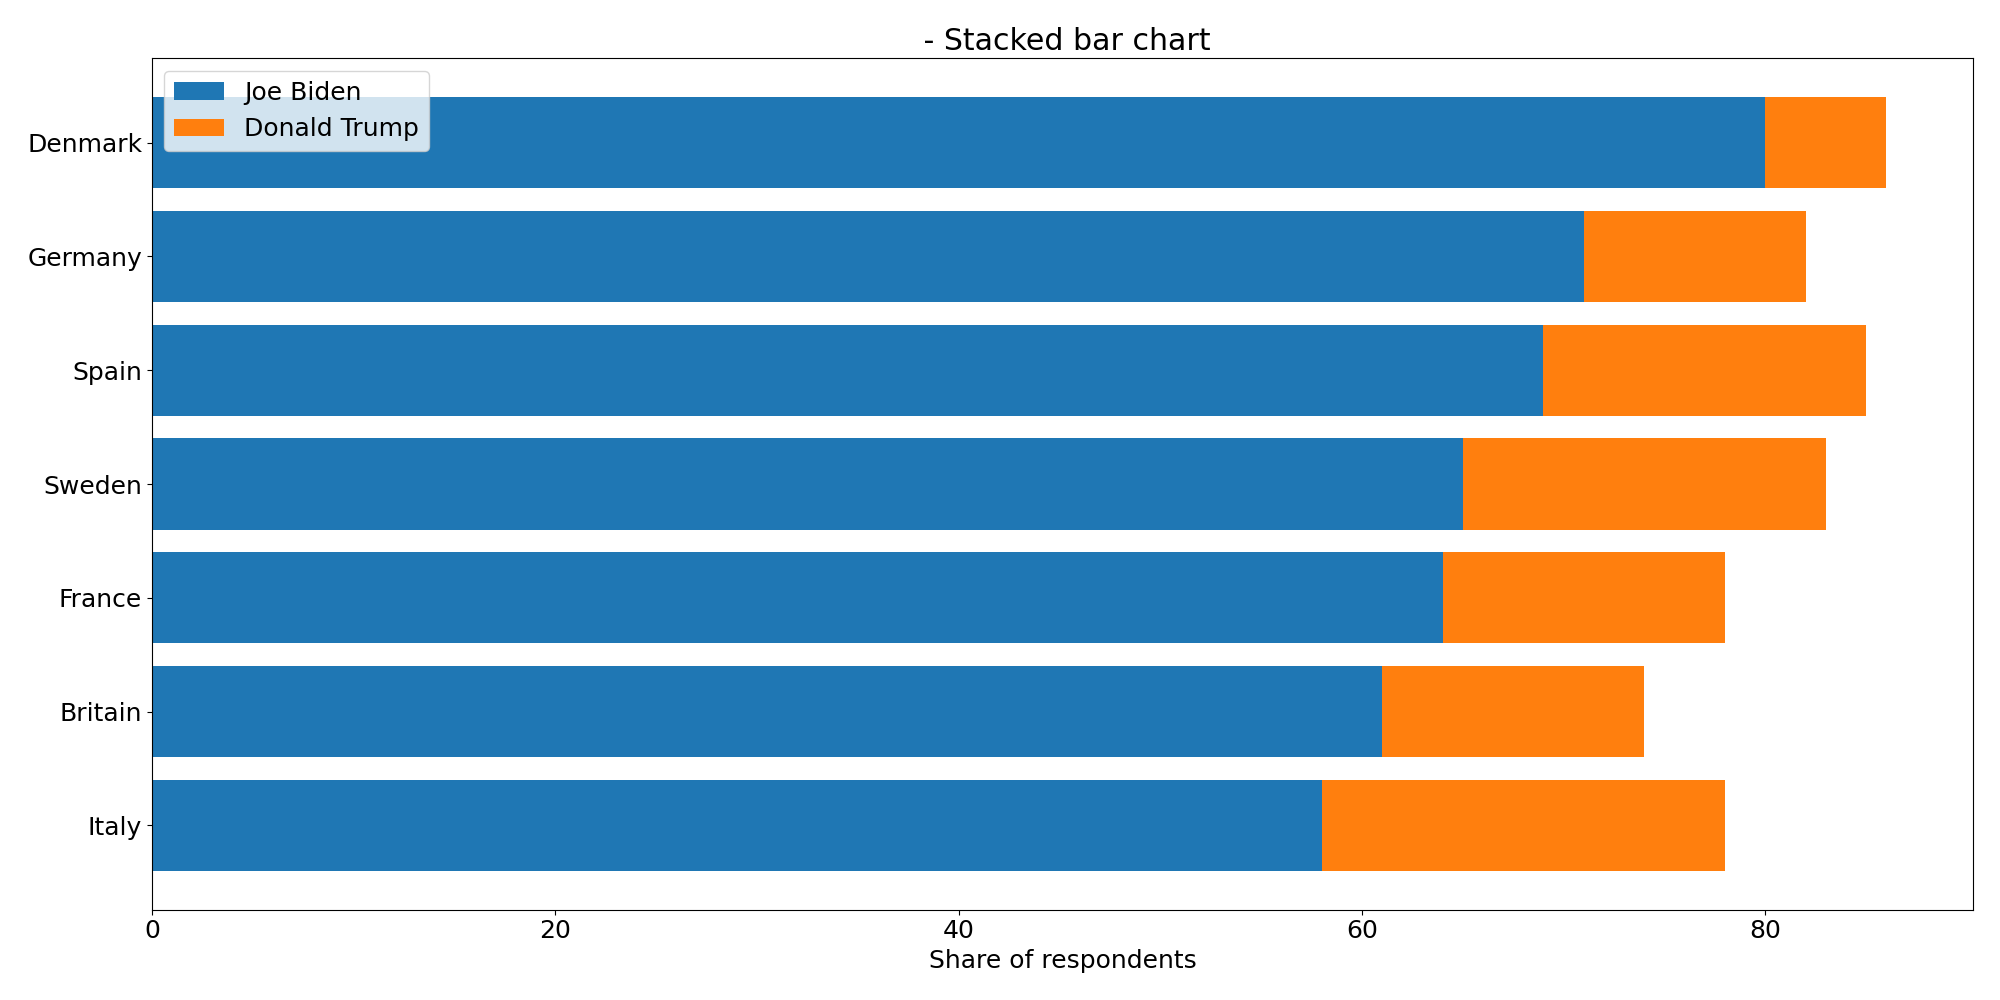 - Stacked bar chart
Joe Biden
Donald Trump
Denmark
Germany
Spain
Sweden
France
Britain
Italy
0 20 40 60 80
Share of respondents